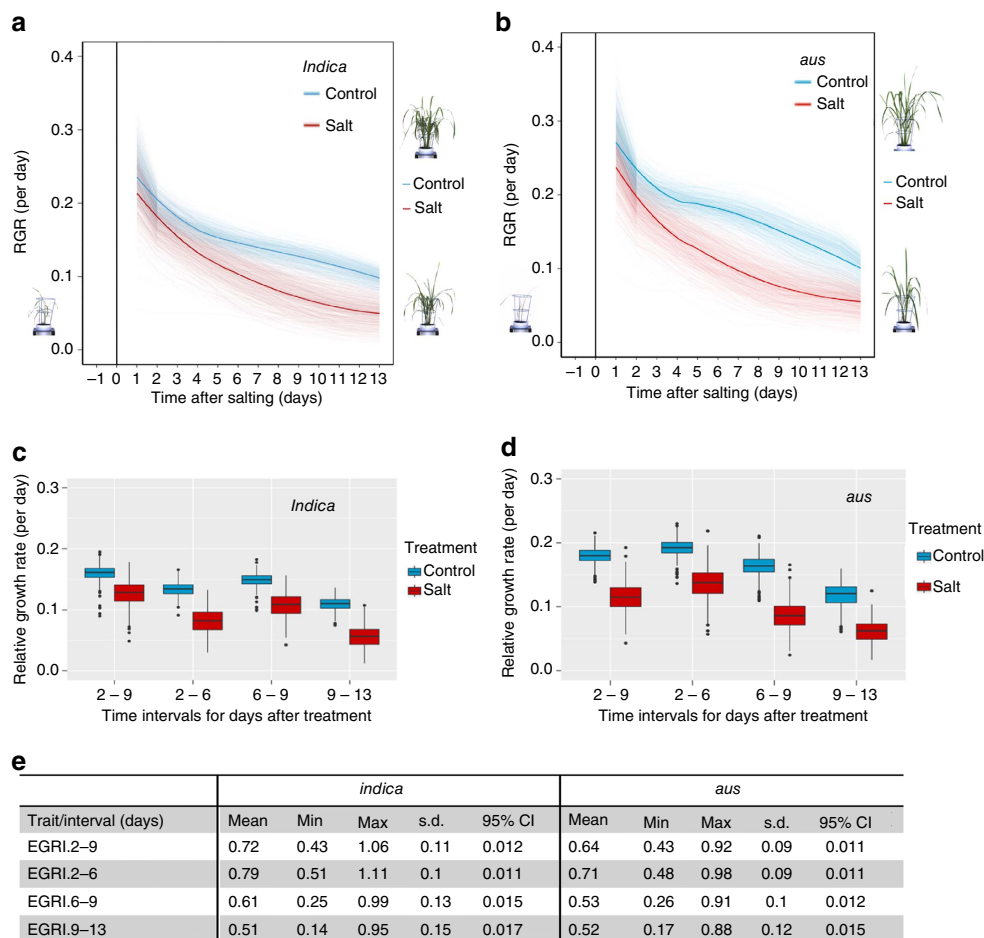 a
0.4
0.3
0.2
0.1
0.0
RGR (per day)
Indica
Control
Salt
Control
Salt
−1 0 1 2 3 4 5 6 7 8 9 10 11 12 13
Time after salting (days)
b
0.4
0.3
0.2
0.1
0.0
RGR (per day)
aus
Control
Salt
Control
Salt
−1 0 1 2 3 4 5 6 7 8 9 10 11 12 13
Time after salting (days)
c
0.3
0.2
0.1
0.0
Relative growth rate (per day)
Indica
Treatment
Control
Salt
2 – 9 2 – 6 6 – 9 9 – 13
Time intervals for days after treatment
d
0.3
0.2
0.1
0.0
Relative growth rate (per day)
aus
Treatment
Control
Salt
2 – 9 2 – 6 6 – 9 9 – 13
Time intervals for days after treatment
e
indica aus
Trait/interval (days) Mean Min Max s.d. 95% CI Mean Min Max s.d. 95% CI
EGRI.2–9 0.72 0.43 1.06 0.11 0.012 0.64 0.43 0.92 0.09 0.011
EGRI.2–6 0.79 0.51 1.11 0.1 0.011 0.71 0.48 0.98 0.09 0.011
EGRI.6–9 0.61 0.25 0.99 0.13 0.015 0.53 0.26 0.91 0.1 0.012
EGRI.9–13 0.51 0.14 0.95 0.15 0.017 0.52 0.17 0.88 0.12 0.015